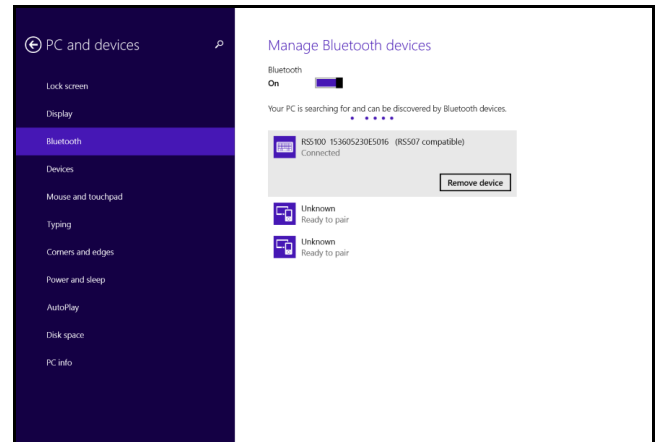 PC and devices
Lock screen
Display
Bluetooth
Devices
Mouse and touchpad
Typing
Corners and edges
Power and sleep
AutoPlay
Disk space
PC info
Manage Bluetooth devices
Bluetooth
On
Your PC is searching for and can be discovered by Bluetooth devices.
RS5100 153605230E5016 (RS507 compatible)
Connected
Remove device
Unknown
Ready to pair
Unknown
Ready to pair